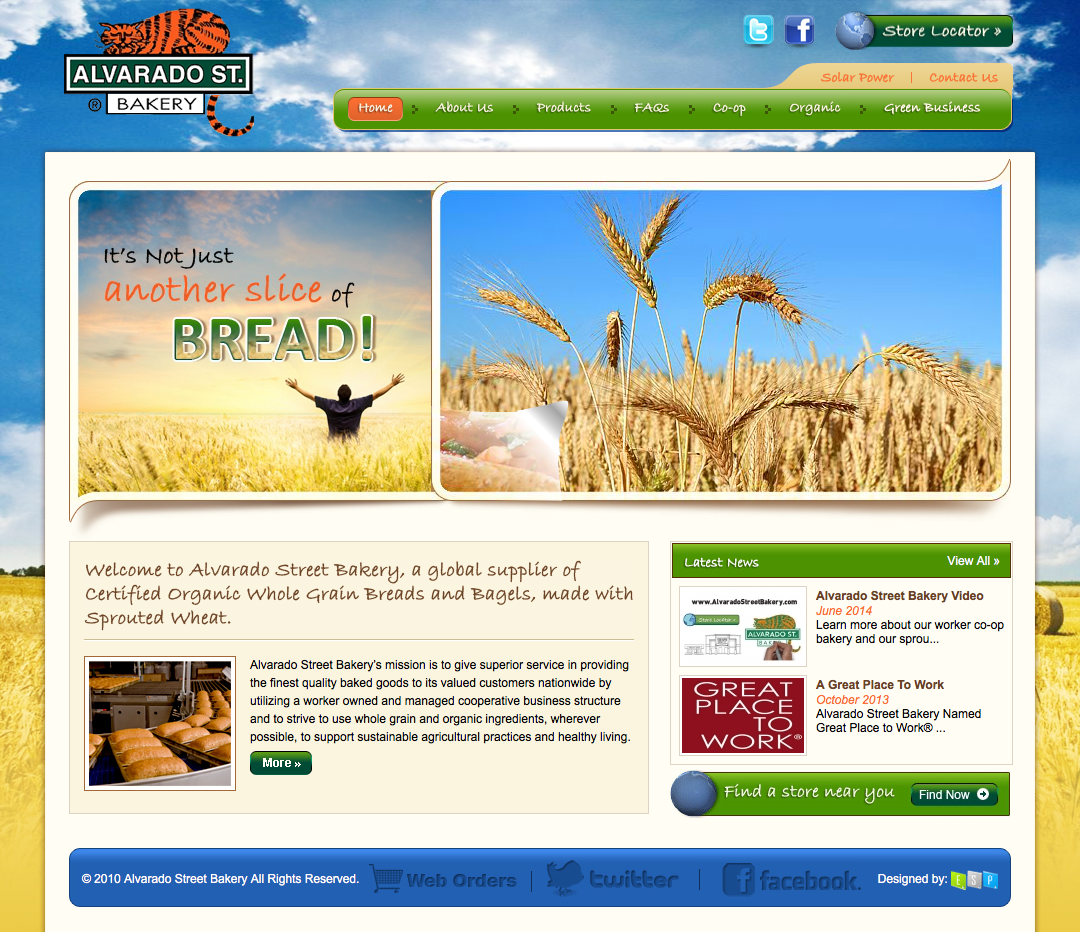 ALVARADO ST.
® BAKERY
Store Locator »
Solar Power | Contact Us
Home About Us Products FAQs Co-op Organic Green Business
It's Not Just
another slice of
BREAD!
Welcome to Alvarado Street Bakery, a global supplier of
Certified Organic Whole Grain Breads and Bagels, made with
Sprouted Wheat.
Alvarado Street Bakery's mission is to give superior service in providing
the finest quality baked goods to its valued customers nationwide by
utilizing a worker owned and managed cooperative business structure
and to strive to use whole grain and organic ingredients, wherever
possible, to support sustainable agricultural practices and healthy living.
More »
Latest News View All »
www.AlvaradoStreetBakery.com
Store Locator »
ALVARADO ST.
Alvarado Street Bakery Video
June 2014
Learn more about our worker co-op
bakery and our sprou...
GREAT
PLACE
TO
WORK®
A Great Place To Work
October 2013
Alvarado Street Bakery Named
Great Place to Work® ...
Find a store near you Find Now
© 2010 Alvarado Street Bakery All Rights Reserved. Web Orders twitter facebook. Designed by: ESP